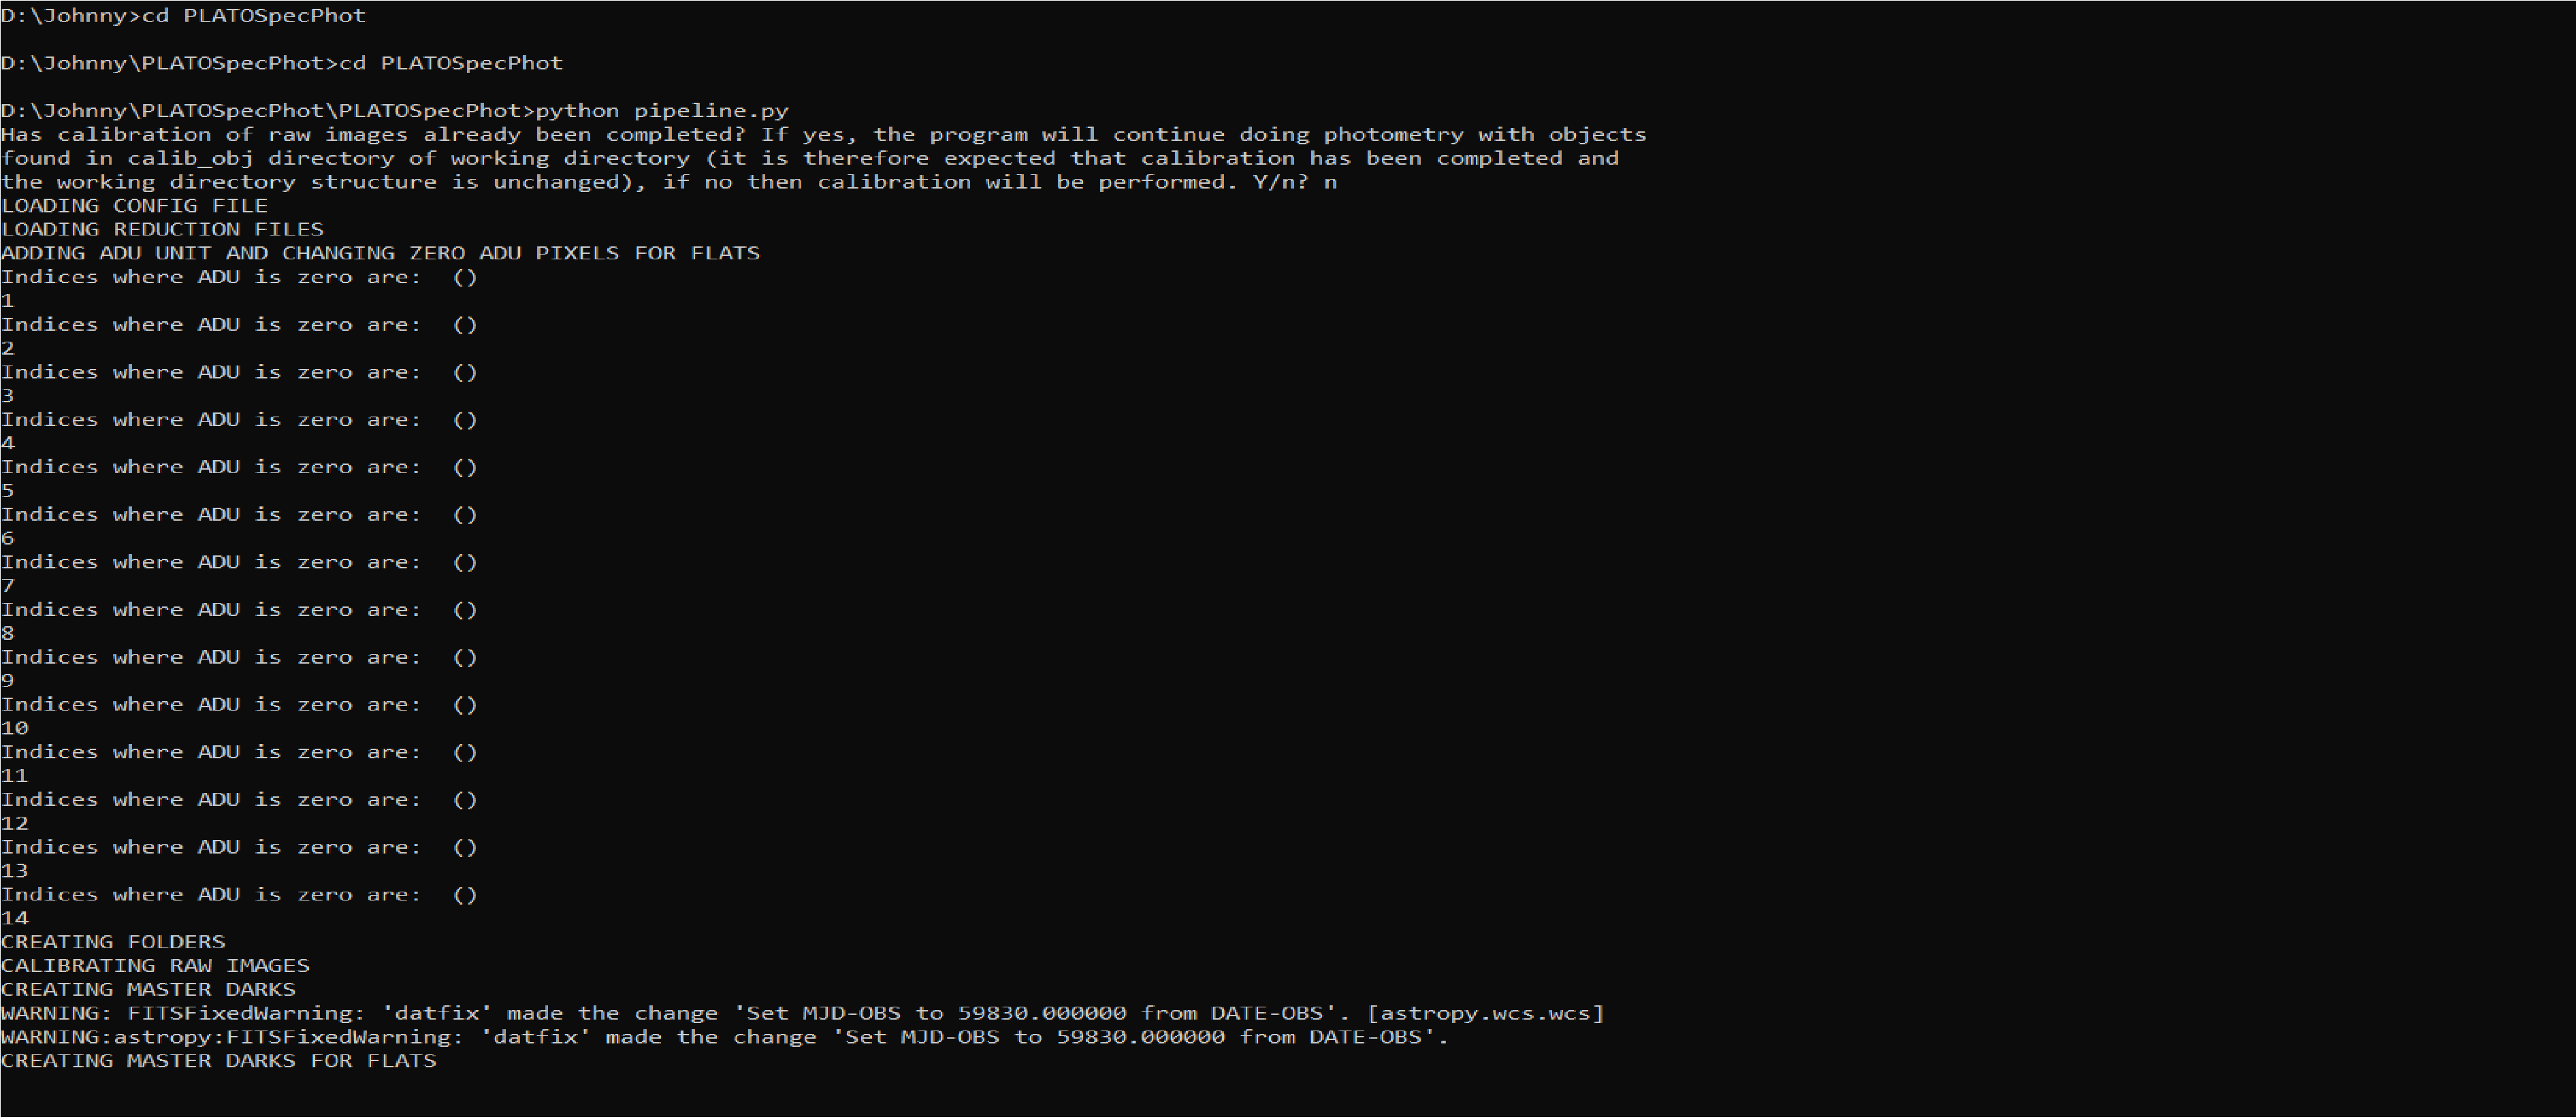 D:\Johnny>cd PLATOSpecPhot
D:\Johnny\PLATOSpecPhot>cd PLATOSpecPhot
D:\Johnny\PLATOSpecPhot\PLATOSpecPhot>python pipeline.py
Has calibration of raw images already been completed? If yes, the program will continue doing photometry with objects
found in calib_obj directory of working directory (it is therefore expected that calibration has been completed and
the working directory structure is unchanged), if no then calibration will be performed. Y/n? n
LOADING CONFIG FILE
LOADING REDUCTION FILES
ADDING ADU UNIT AND CHANGING ZERO ADU PIXELS FOR FLATS
Indices where ADU is zero are:  ()
1
Indices where ADU is zero are:  ()
2
Indices where ADU is zero are:  ()
3
Indices where ADU is zero are:  ()
4
Indices where ADU is zero are:  ()
5
Indices where ADU is zero are:  ()
6
Indices where ADU is zero are:  ()
7
Indices where ADU is zero are:  ()
8
Indices where ADU is zero are:  ()
9
Indices where ADU is zero are:  ()
10
Indices where ADU is zero are:  ()
11
Indices where ADU is zero are:  ()
12
Indices where ADU is zero are:  ()
13
Indices where ADU is zero are:  ()
14
CREATING FOLDERS
CALIBRATING RAW IMAGES
CREATING MASTER DARKS
WARNING: FITSFixedWarning: 'datfix' made the change 'Set MJD-OBS to 59830.000000 from DATE-OBS'. [astropy.wcs.wcs]
WARNING:astropy:FITSFixedWarning: 'datfix' made the change 'Set MJD-OBS to 59830.000000 from DATE-OBS'.
CREATING MASTER DARKS FOR FLATS